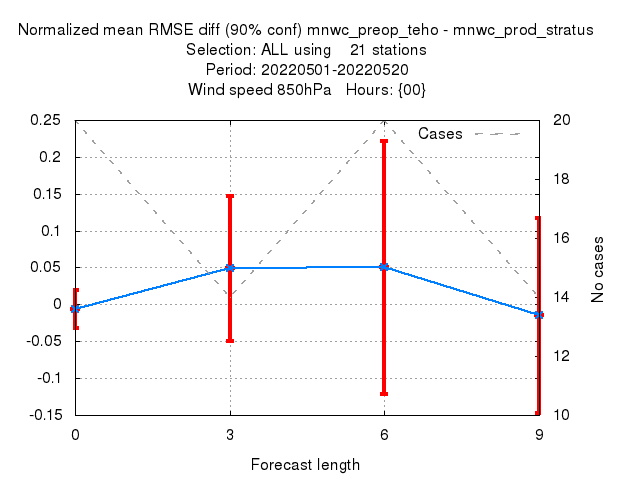 Normalized mean RMSE diff (90% conf) mnwc_preop_teho - mnwc_prod_stratus
Selection: ALL using    21 stations
Period: 20220501-20220520
Wind speed 850hPa   Hours: {00}
Cases
0.25
0.2
0.15
0.1
0.05
0
-0.05
-0.1
-0.15
20
18
16
14
12
10
No cases
0
3
6
9
Forecast length